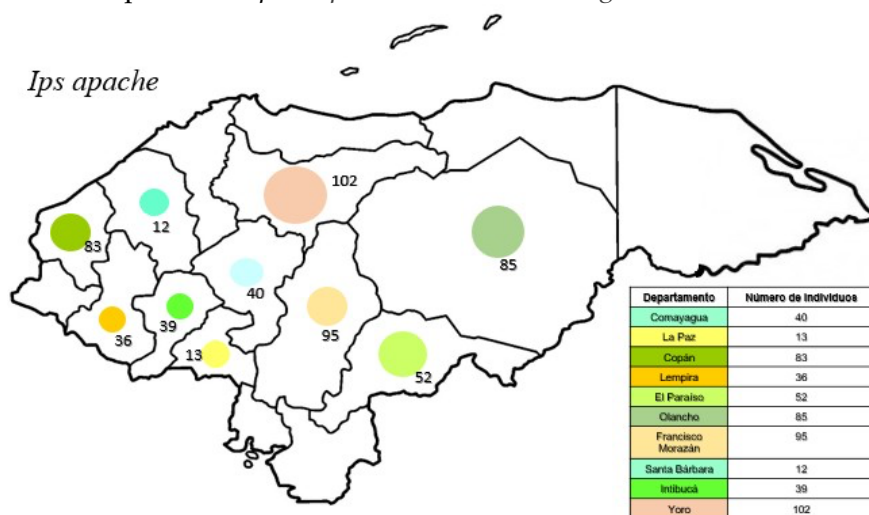 Ips apache
102
12
83
85
40
39
95
36
13
52
Departamento Número de individuos
Comayagua 40
La Paz 13
Copán 83
Lempira 36
El Paraíso 52
Olancho 85
Francisco Morazán 95
Santa Bárbara 12
Intibucá 39
Yoro 102